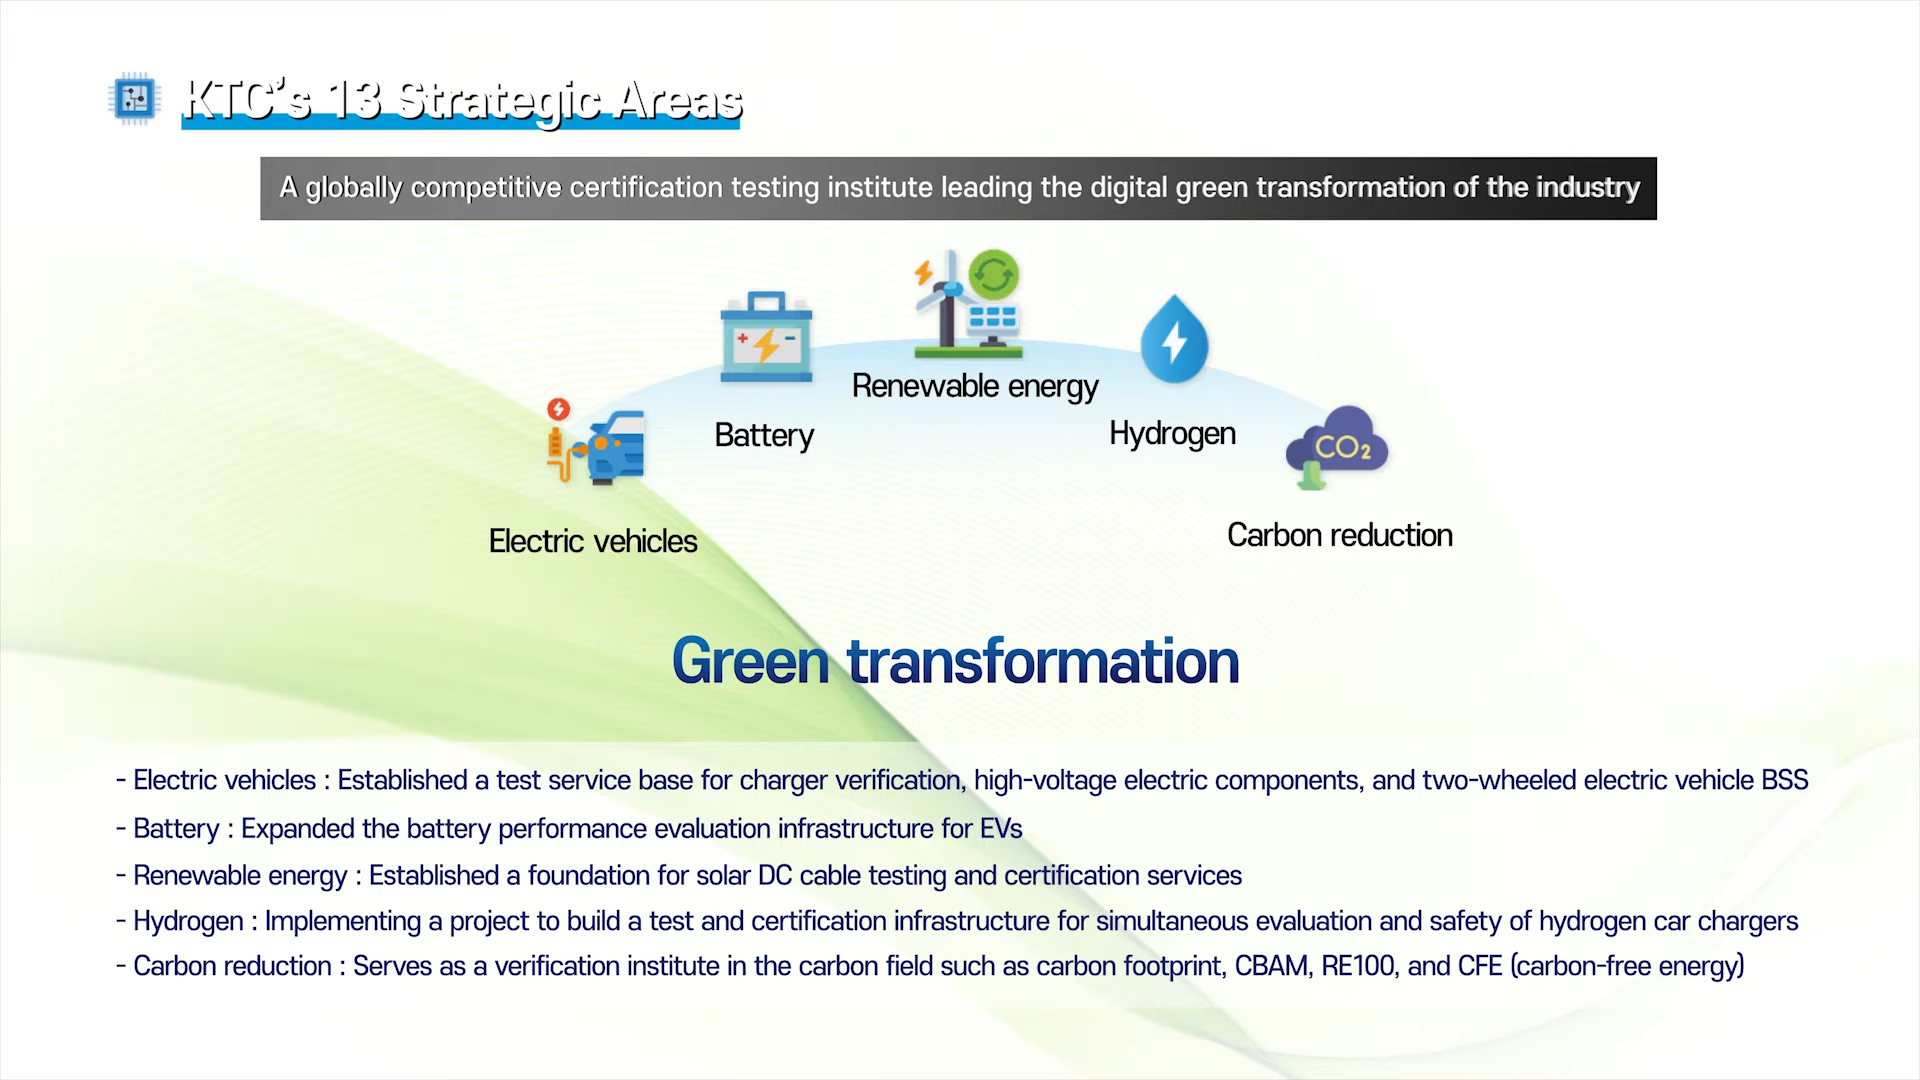 KTC's 13 Strategic Areas
A globally competitive certification testing institute leading the digital green transformation of the industry
Renewable energy
Battery
Hydrogen
CO2
Electric vehicles
Carbon reduction
Green transformation
- Electric vehicles : Established a test service base for charger verification, high-voltage electric components, and two-wheeled electric vehicle BSS
- Battery : Expanded the battery performance evaluation infrastructure for EVs
- Renewable energy : Established a foundation for solar DC cable testing and certification services
- Hydrogen : Implementing a project to build a test and certification infrastructure for simultaneous evaluation and safety of hydrogen car chargers
- Carbon reduction : Serves as a verification institute in the carbon field such as carbon footprint, CBAM, RE100, and CFE (carbon-free energy)